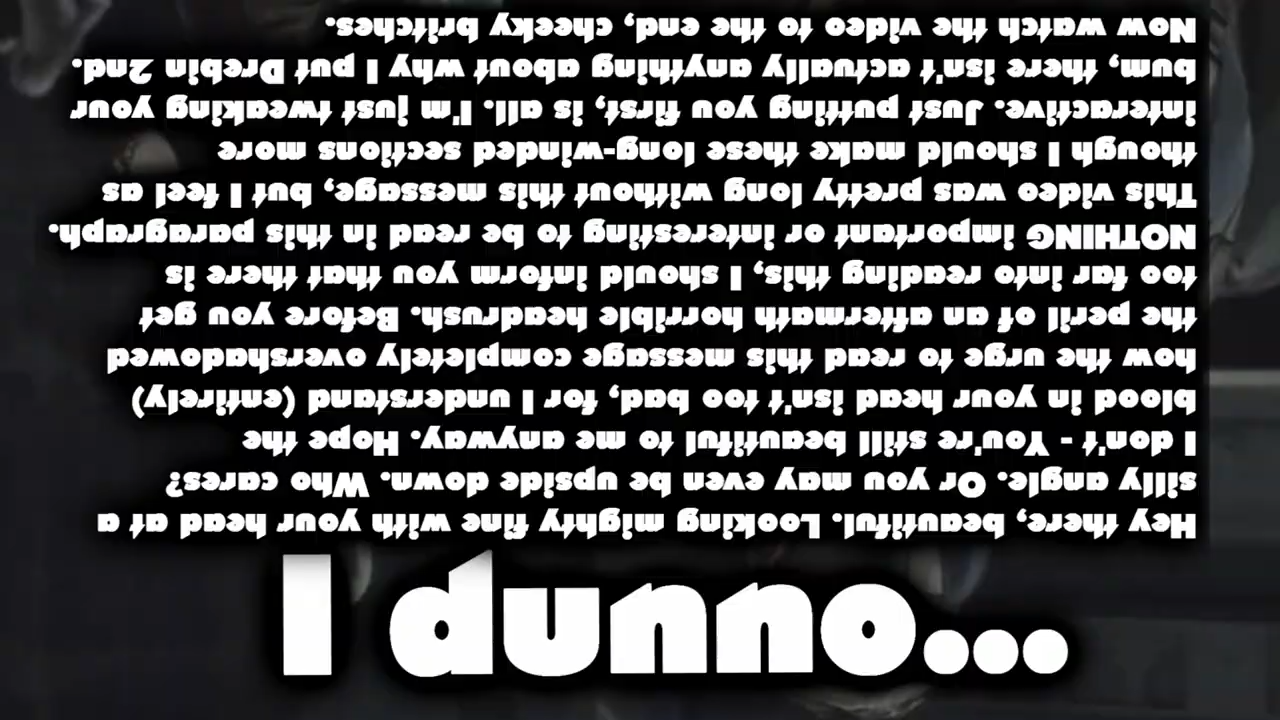 Hey there, beautiful. Looking mighty fine with your head at a
silly angle. Or you may even be upside down. Who cares?
I don't - You're still beautiful to me anyway. Hope the
blood in your head isn't too bad, for I understand (entirely)
how the urge to read this message completely overshadowed
the peril of an aftermath horrible headrush. Before you get
too far into reading this, I should inform you that there is
NOTHING important or interesting to be read in this paragraph.
This video was pretty long without this message, but I feel as
though I should make these long-winded sections more
interactive. Just putting you first, is all. I'm just tweaking your
bum, there isn't actually anything about why I put Drebin 2nd.
Now watch the video to the end, cheeky britches.
I dunno...